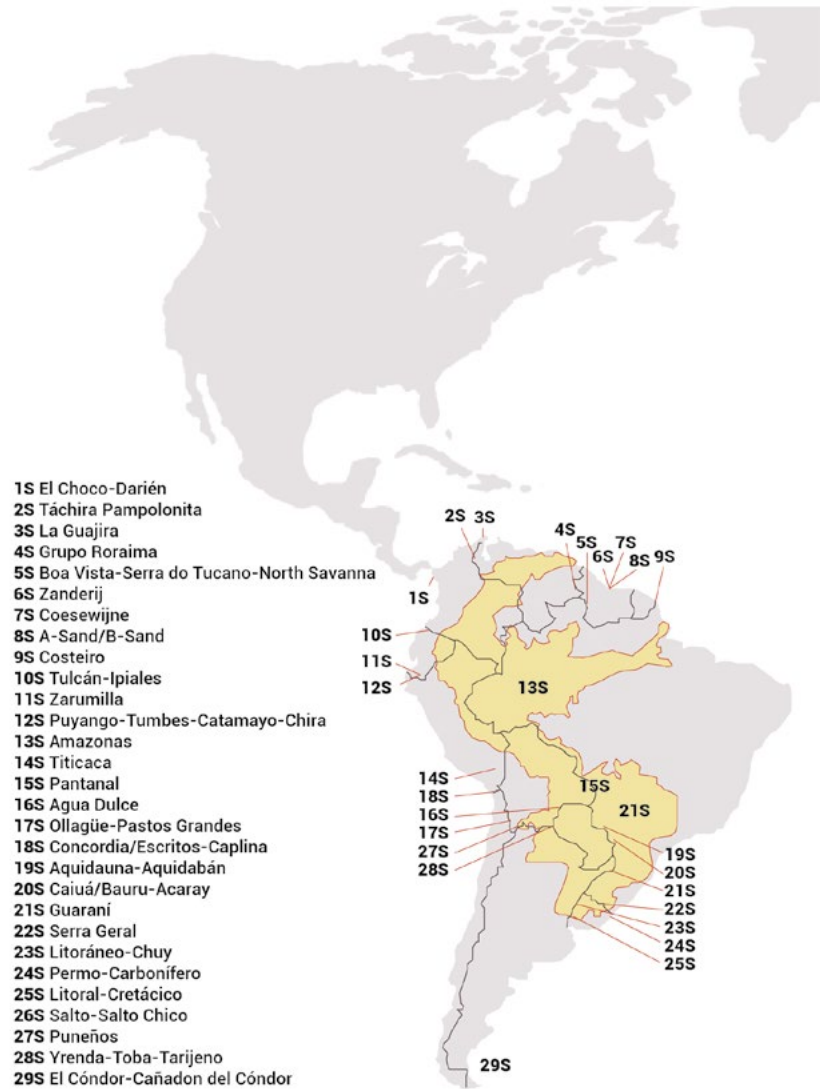 1S El Choco-Darién
2S Táchira Pampolonita
3S La Guajira
4S Grupo Roraima
5S Boa Vista-Serra do Tucano-North Savanna
6S Zanderij
7S Coesewijne
8S A-Sand/B-Sand
9S Costeiro
10S Tulcán-Ipiales
11S Zarumilla
12S Puyango-Tumbes-Catamayo-Chira
13S Amazonas
14S Titicaca
15S Pantanal
16S Agua Dulce
17S Ollagüe-Pastos Grandes
18S Concordia/Escritos-Caplina
19S Aquidauna-Aquidabán
20S Caiuá/Bauru-Acaray
21S Guaraní
22S Serra Geral
23S Litoráneo-Chuy
24S Permo-Carbonífero
25S Litoral-Cretácico
26S Salto-Salto Chico
27S Puneños
28S Yrenda-Toba-Tarijeno
29S El Cóndor-Cañadon del Cóndor
2S
3S
4S
5S
6S
7S
8S
9S
1S
10S
11S
12S
13S
14S
18S
16S
17S
27S
28S
15S
21S
19S
20S
21S
22S
23S
24S
25S
29S